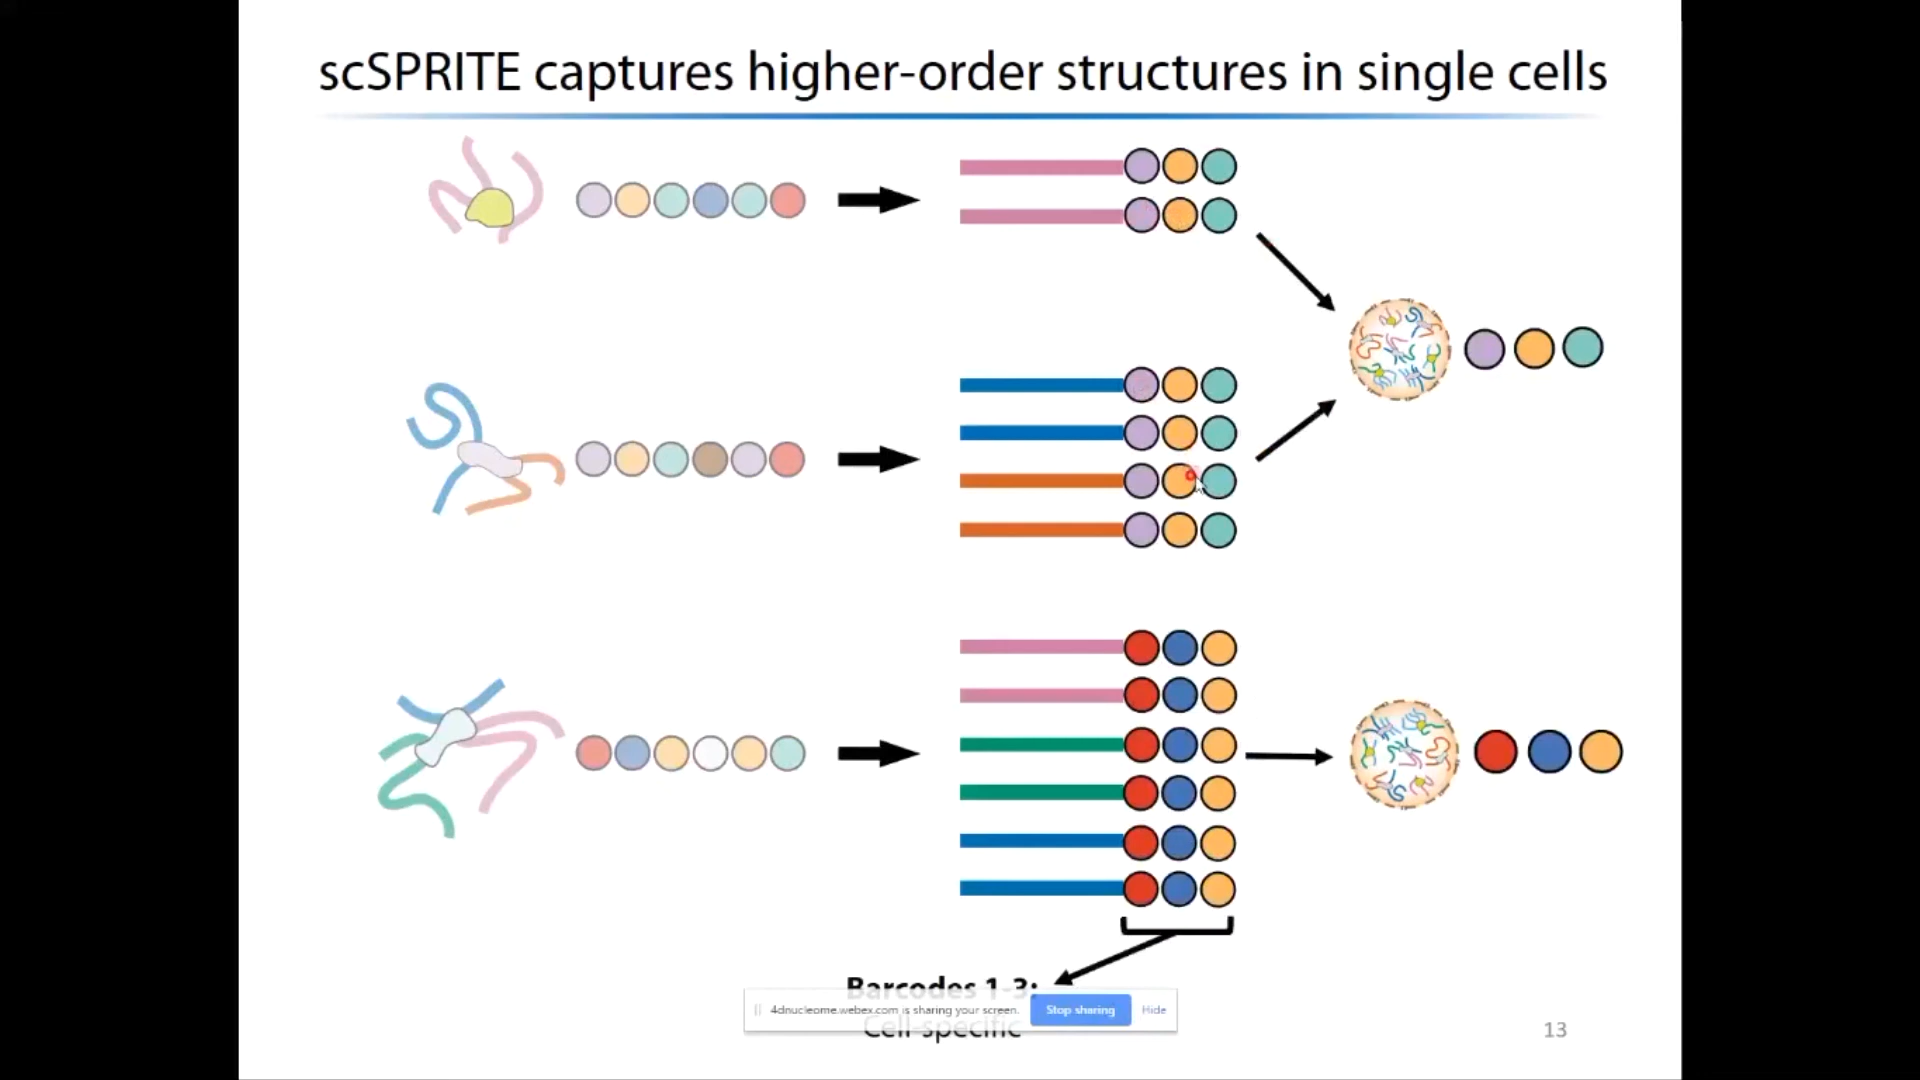 scSPRITE captures higher-order structures in single cells
Barcodes 1-3:
4dnucleome.webex.com is sharing your screen.
Stop sharing
Hide
Cell-specific
13